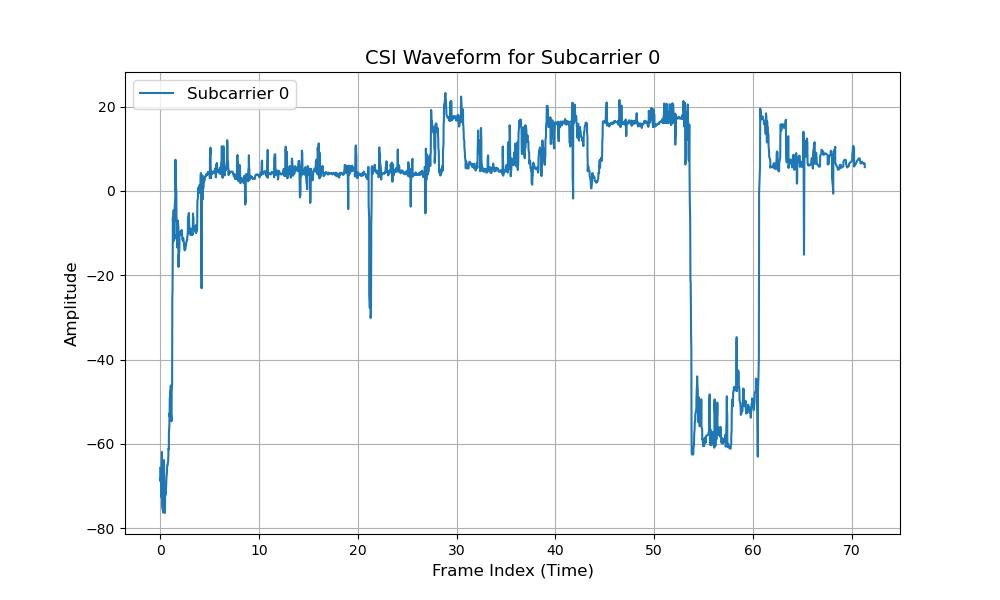 CSI Waveform for Subcarrier 0
Subcarrier 0
20
0
−20
−40
−60
−80
Amplitude
0 10 20 30 40 50 60 70
Frame Index (Time)